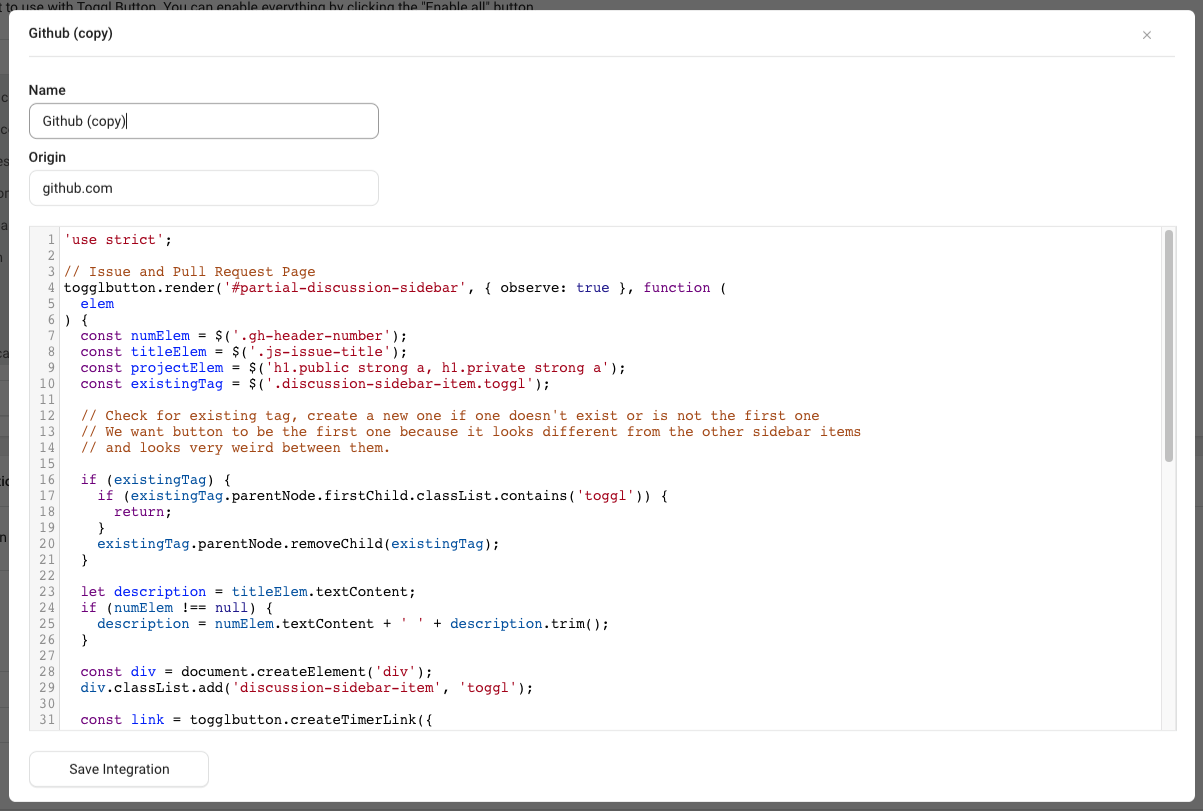 t to use with Toggl Button. You can enable everything by clicking the "Enable all" button
Github (copy)
×
Name
Github (copy)
Origin
github.com
1 'use strict';
2
3 // Issue and Pull Request Page
4 togglbutton.render('#partial-discussion-sidebar', { observe: true }, function (
5   elem
6 ) {
7   const numElem = $('.gh-header-number');
8   const titleElem = $('.js-issue-title');
9   const projectElem = $('h1.public strong a, h1.private strong a');
10   const existingTag = $('.discussion-sidebar-item.toggl');
11
12   // Check for existing tag, create a new one if one doesn't exist or is not the first one
13   // We want button to be the first one because it looks different from the other sidebar items
14   // and looks very weird between them.
15
16   if (existingTag) {
17     if (existingTag.parentNode.firstChild.classList.contains('toggl')) {
18       return;
19     }
20     existingTag.parentNode.removeChild(existingTag);
21   }
22
23   let description = titleElem.textContent;
24   if (numElem !== null) {
25     description = numElem.textContent + ' ' + description.trim();
26   }
27
28   const div = document.createElement('div');
29   div.classList.add('discussion-sidebar-item', 'toggl');
30
31   const link = togglbutton.createTimerLink({
Save Integration